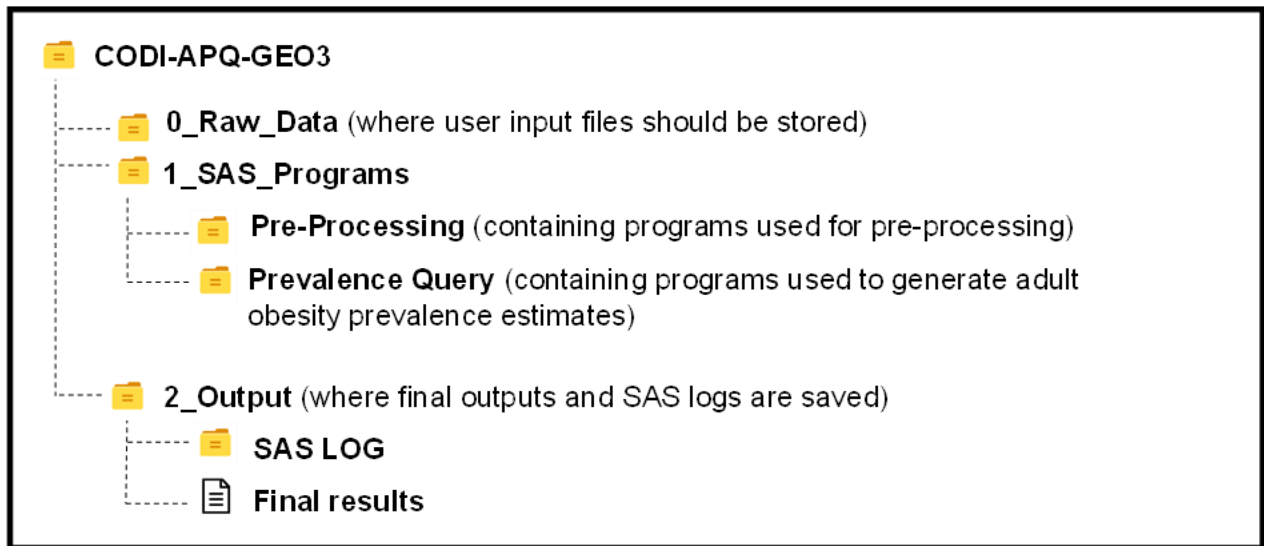 CODI-APQ-GEO3
0_Raw_Data (where user input files should be stored)
1_SAS_Programs
Pre-Processing (containing programs used for pre-processing)
Prevalence Query (containing programs used to generate adult
obesity prevalence estimates)
2_Output (where final outputs and SAS logs are saved)
SAS LOG
Final results